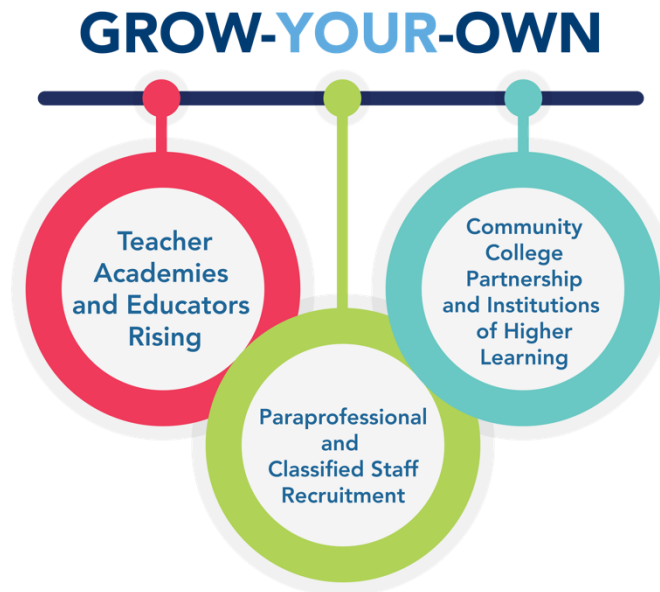 GROW-YOUR-OWN
Teacher
Academies
and Educators
Rising
Paraprofessional
and
Classified Staff
Recruitment
Community
College
Partnership
and Institutions
of Higher
Learning